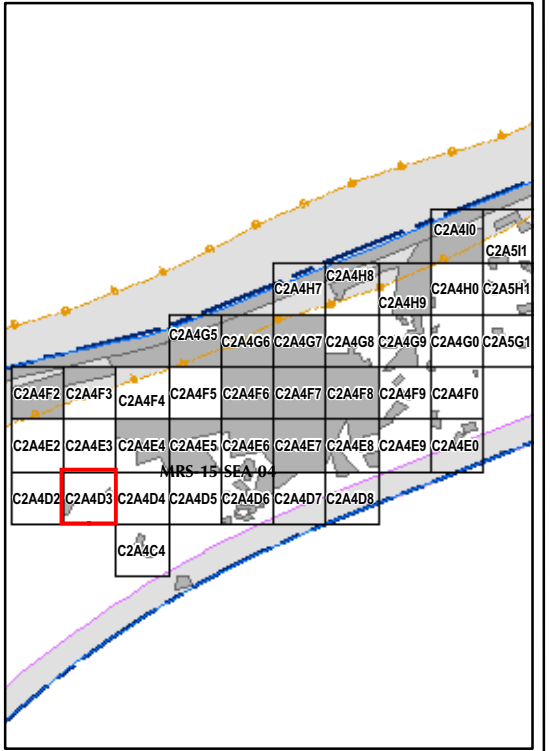 C2A4I0
C2A5I1
C2A4H7 C2A4H8 C2A4H9 C2A4H0 C2A5H1
C2A4G5 C2A4G6 C2A4G7 C2A4G8 C2A4G9 C2A4G0 C2A5G1
C2A4F2 C2A4F3 C2A4F4 C2A4F5 C2A4F6 C2A4F7 C2A4F8 C2A4F9 C2A4F0
C2A4E2 C2A4E3 C2A4E4 C2A4E5 C2A4E6 C2A4E7 C2A4E8 C2A4E9 C2A4E0
MRS-15-SEA-04
C2A4D2 C2A4D3 C2A4D4 C2A4D5 C2A4D6 C2A4D7 C2A4D8
C2A4C4